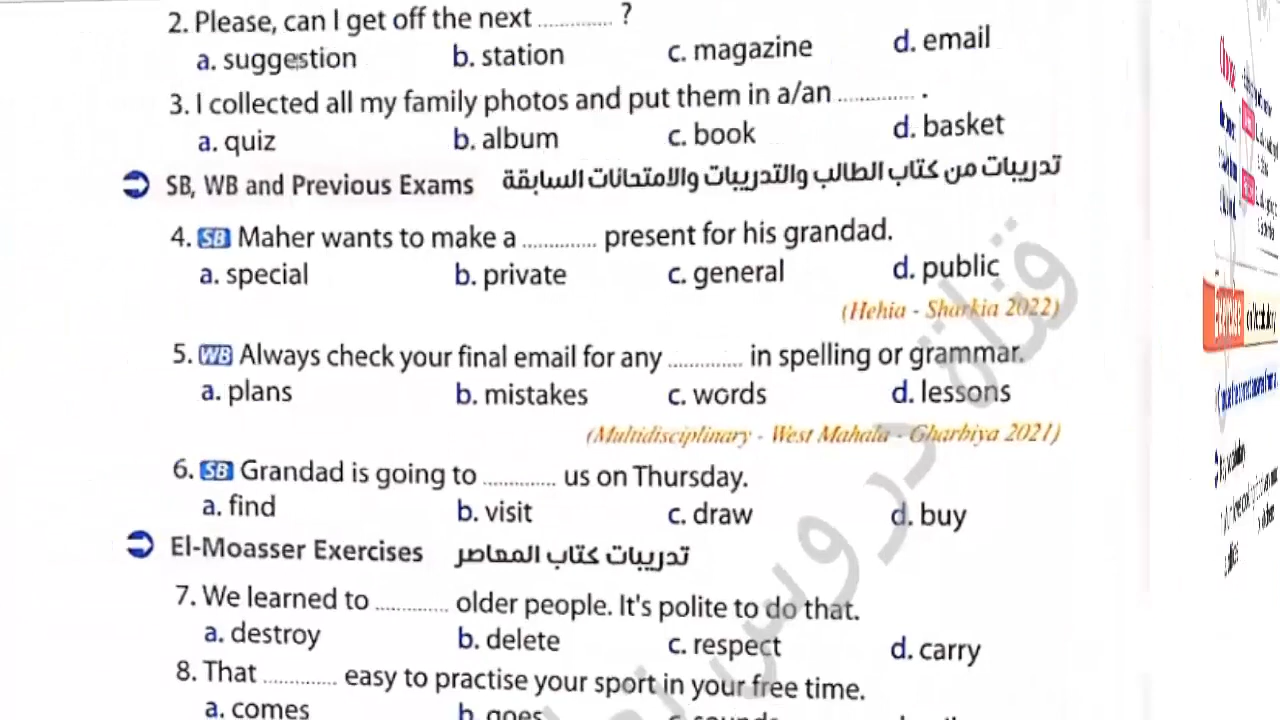 2. Please, can I get off the next ............. ?
a. suggestion b. station c. magazine d. email
3. I collected all my family photos and put them in a/an ............. .
a. quiz b. album c. book d. basket
SB, WB and Previous Exams تدريبات من كتاب الطالب والتدريبات والامتحانات السابقة
4. SB Maher wants to make a ............. present for his grandad.
a. special b. private c. general d. public
(Hehia - Sharkia 2022)
5. WB Always check your final email for any ............. in spelling or grammar.
a. plans b. mistakes c. words d. lessons
(Multidisciplinary - West Mahala - Gharbiya 2021)
6. SB Grandad is going to ............. us on Thursday.
a. find b. visit c. draw d. buy
El-Moasser Exercises تدريبات كتاب المعاصر
7. We learned to ............. older people. It's polite to do that.
a. destroy b. delete c. respect d. carry
8. That ............. easy to practise your sport in your free time.
a. comes b. goes c. sounds
قناة دروس